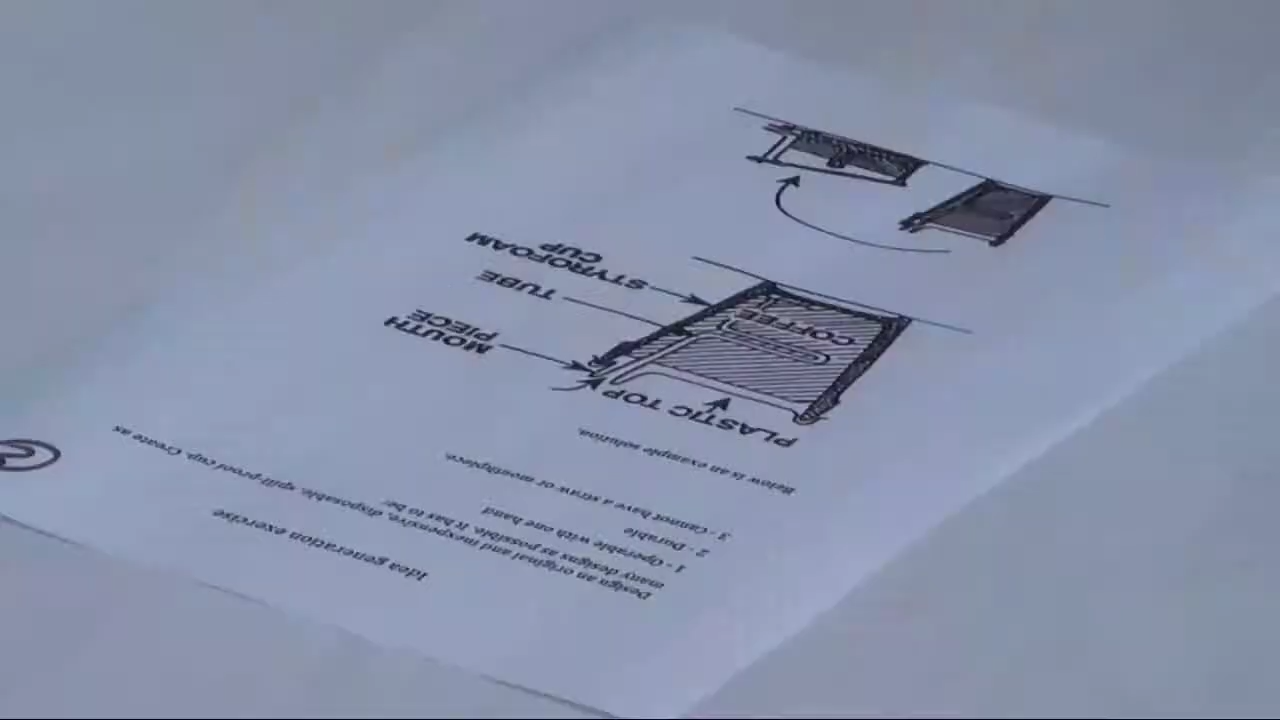 2
Idea generation exercise
Design an original and inexpensive, disposable, spill-proof cup. Create as
many designs as possible. It has to be:
1 - Operable with one hand
2 - Durable
3 - Cannot have a straw or mouthpiece.
Below is an example solution.
PLASTIC TOP
MOUTH
PIECE
TUBE
STYROFOAM
CUP
COFFEE